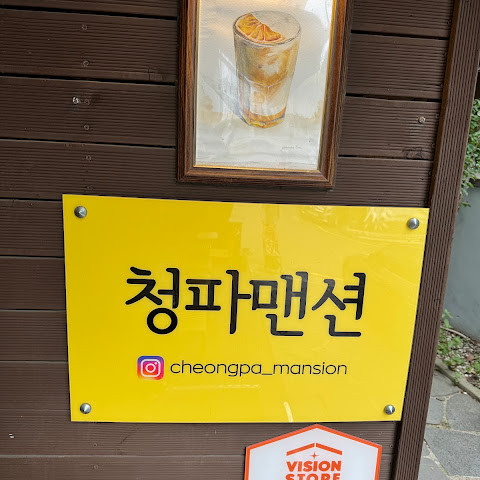 청파맨션
cheongpa_mansion
VISION
STORE